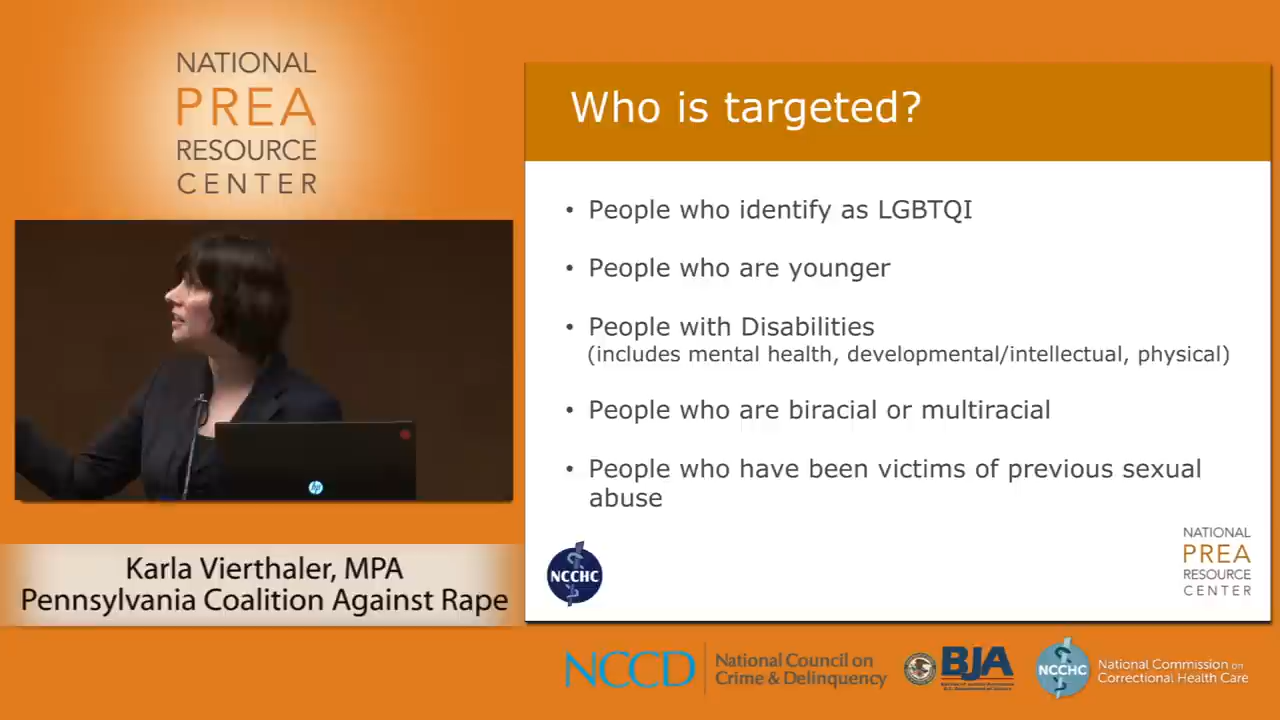 NATIONAL
PREA
RESOURCE
CENTER
Who is targeted?
• People who identify as LGBTQI
• People who are younger
• People with Disabilities
(includes mental health, developmental/intellectual, physical)
• People who are biracial or multiracial
• People who have been victims of previous sexual
abuse
hp
Karla Vierthaler, MPA
Pennsylvania Coalition Against Rape
NCCHC
NATIONAL
PREA
RESOURCE
CENTER
NCCD
National Council on
Crime & Delinquency
BJA
NCCHC
National Commission on
Correctional Health Care